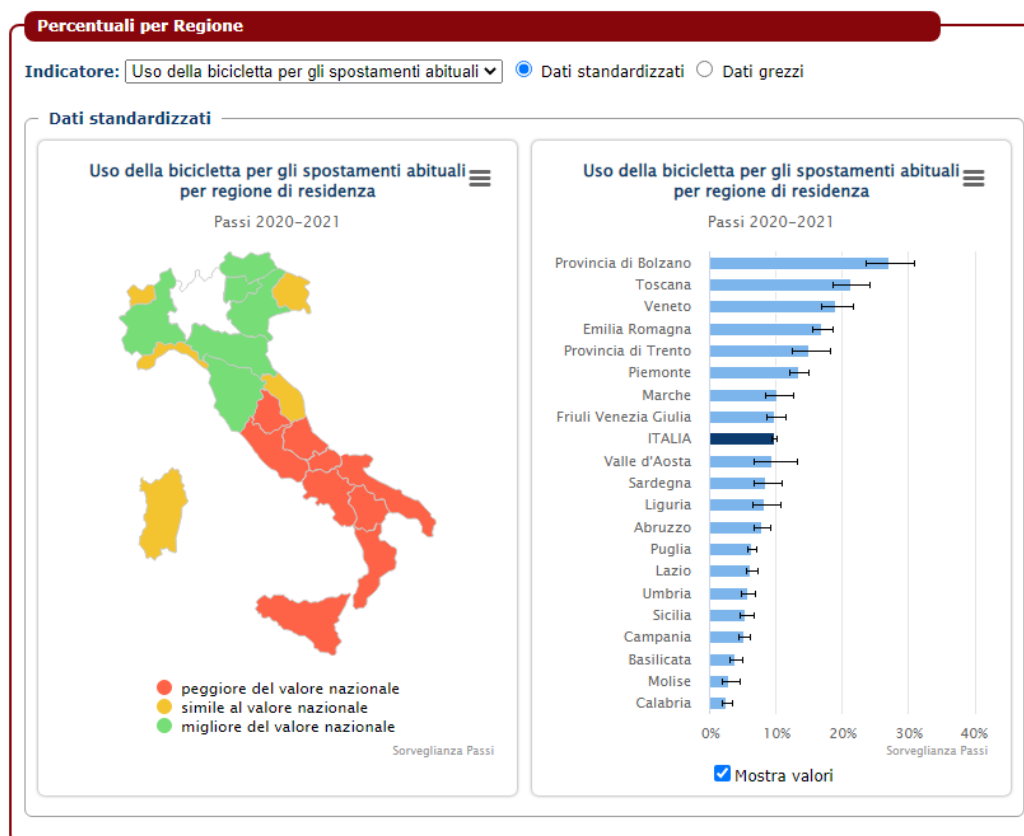 Percentuali per Regione
Indicatore: Uso della bicicletta per gli spostamenti abituali Dati standardizzati Dati grezzi
Dati standardizzati
Uso della bicicletta per gli spostamenti abituali
per regione di residenza
Passi 2020-2021
peggiore del valore nazionale
simile al valore nazionale
migliore del valore nazionale
Sorveglianza Passi
Uso della bicicletta per gli spostamenti abituali
per regione di residenza
Passi 2020-2021
Provincia di Bolzano
Toscana
Veneto
Emilia Romagna
Provincia di Trento
Piemonte
Marche
Friuli Venezia Giulia
ITALIA
Valle d'Aosta
Sardegna
Liguria
Abruzzo
Puglia
Lazio
Umbria
Sicilia
Campania
Basilicata
Molise
Calabria
0% 10% 20% 30% 40%
Sorveglianza Passi
Mostra valori